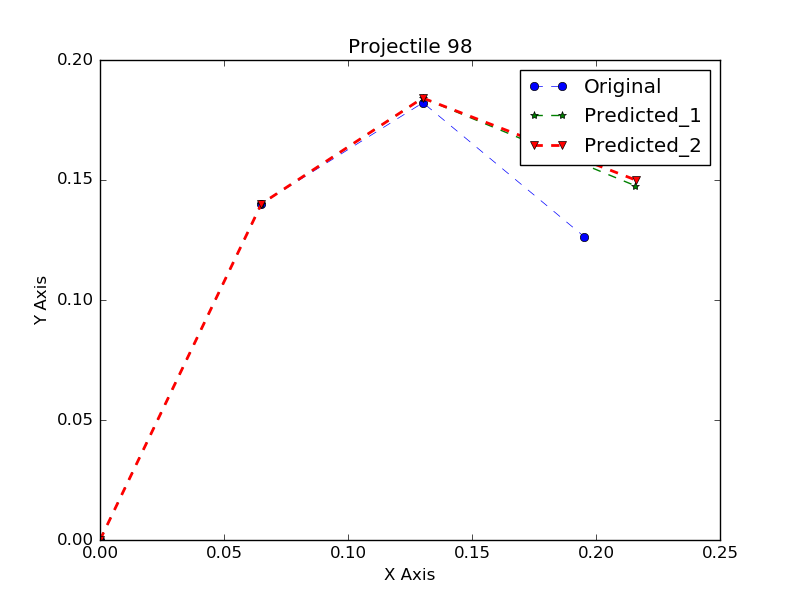 Projectile 98
Original
Predicted_1
Predicted_2
0.20
0.15
0.10
0.05
0.00
Y Axis
0.00 0.05 0.10 0.15 0.20 0.25
X Axis